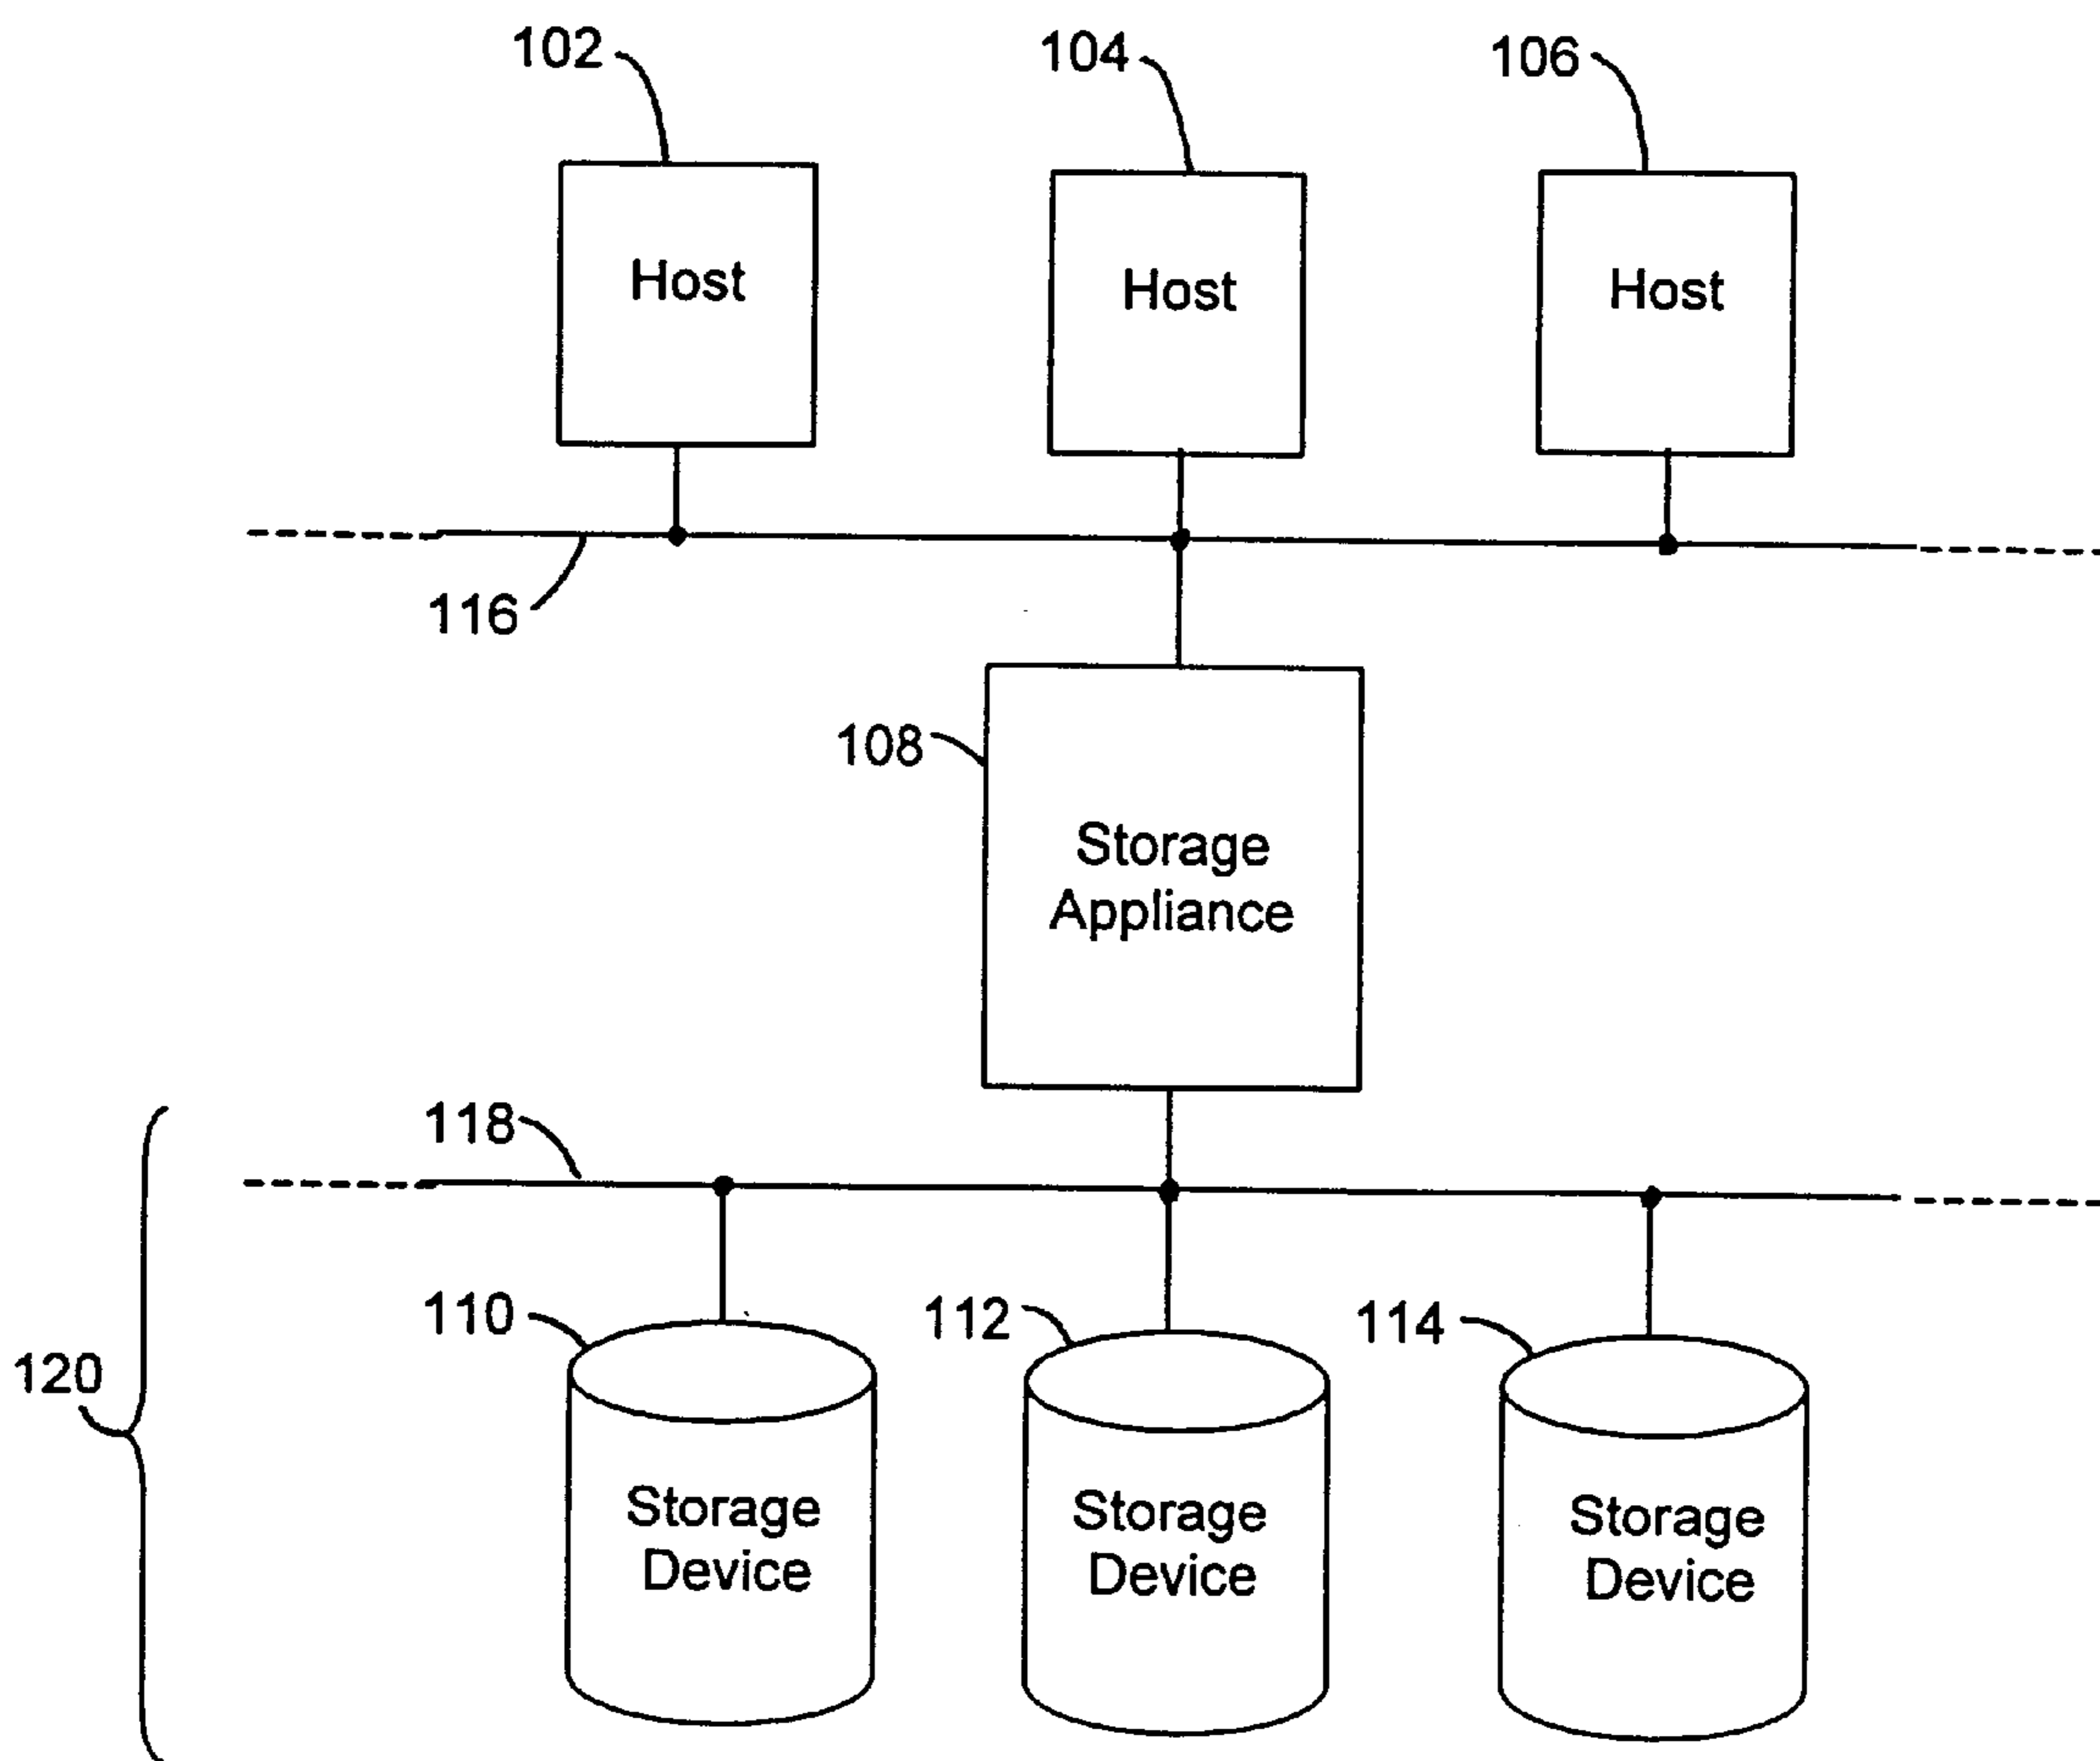 102
104
106
Host
Host
Host
116
108
Storage
Appliance
118
110
112
114
120
Storage
Device
Storage
Device
Storage
Device